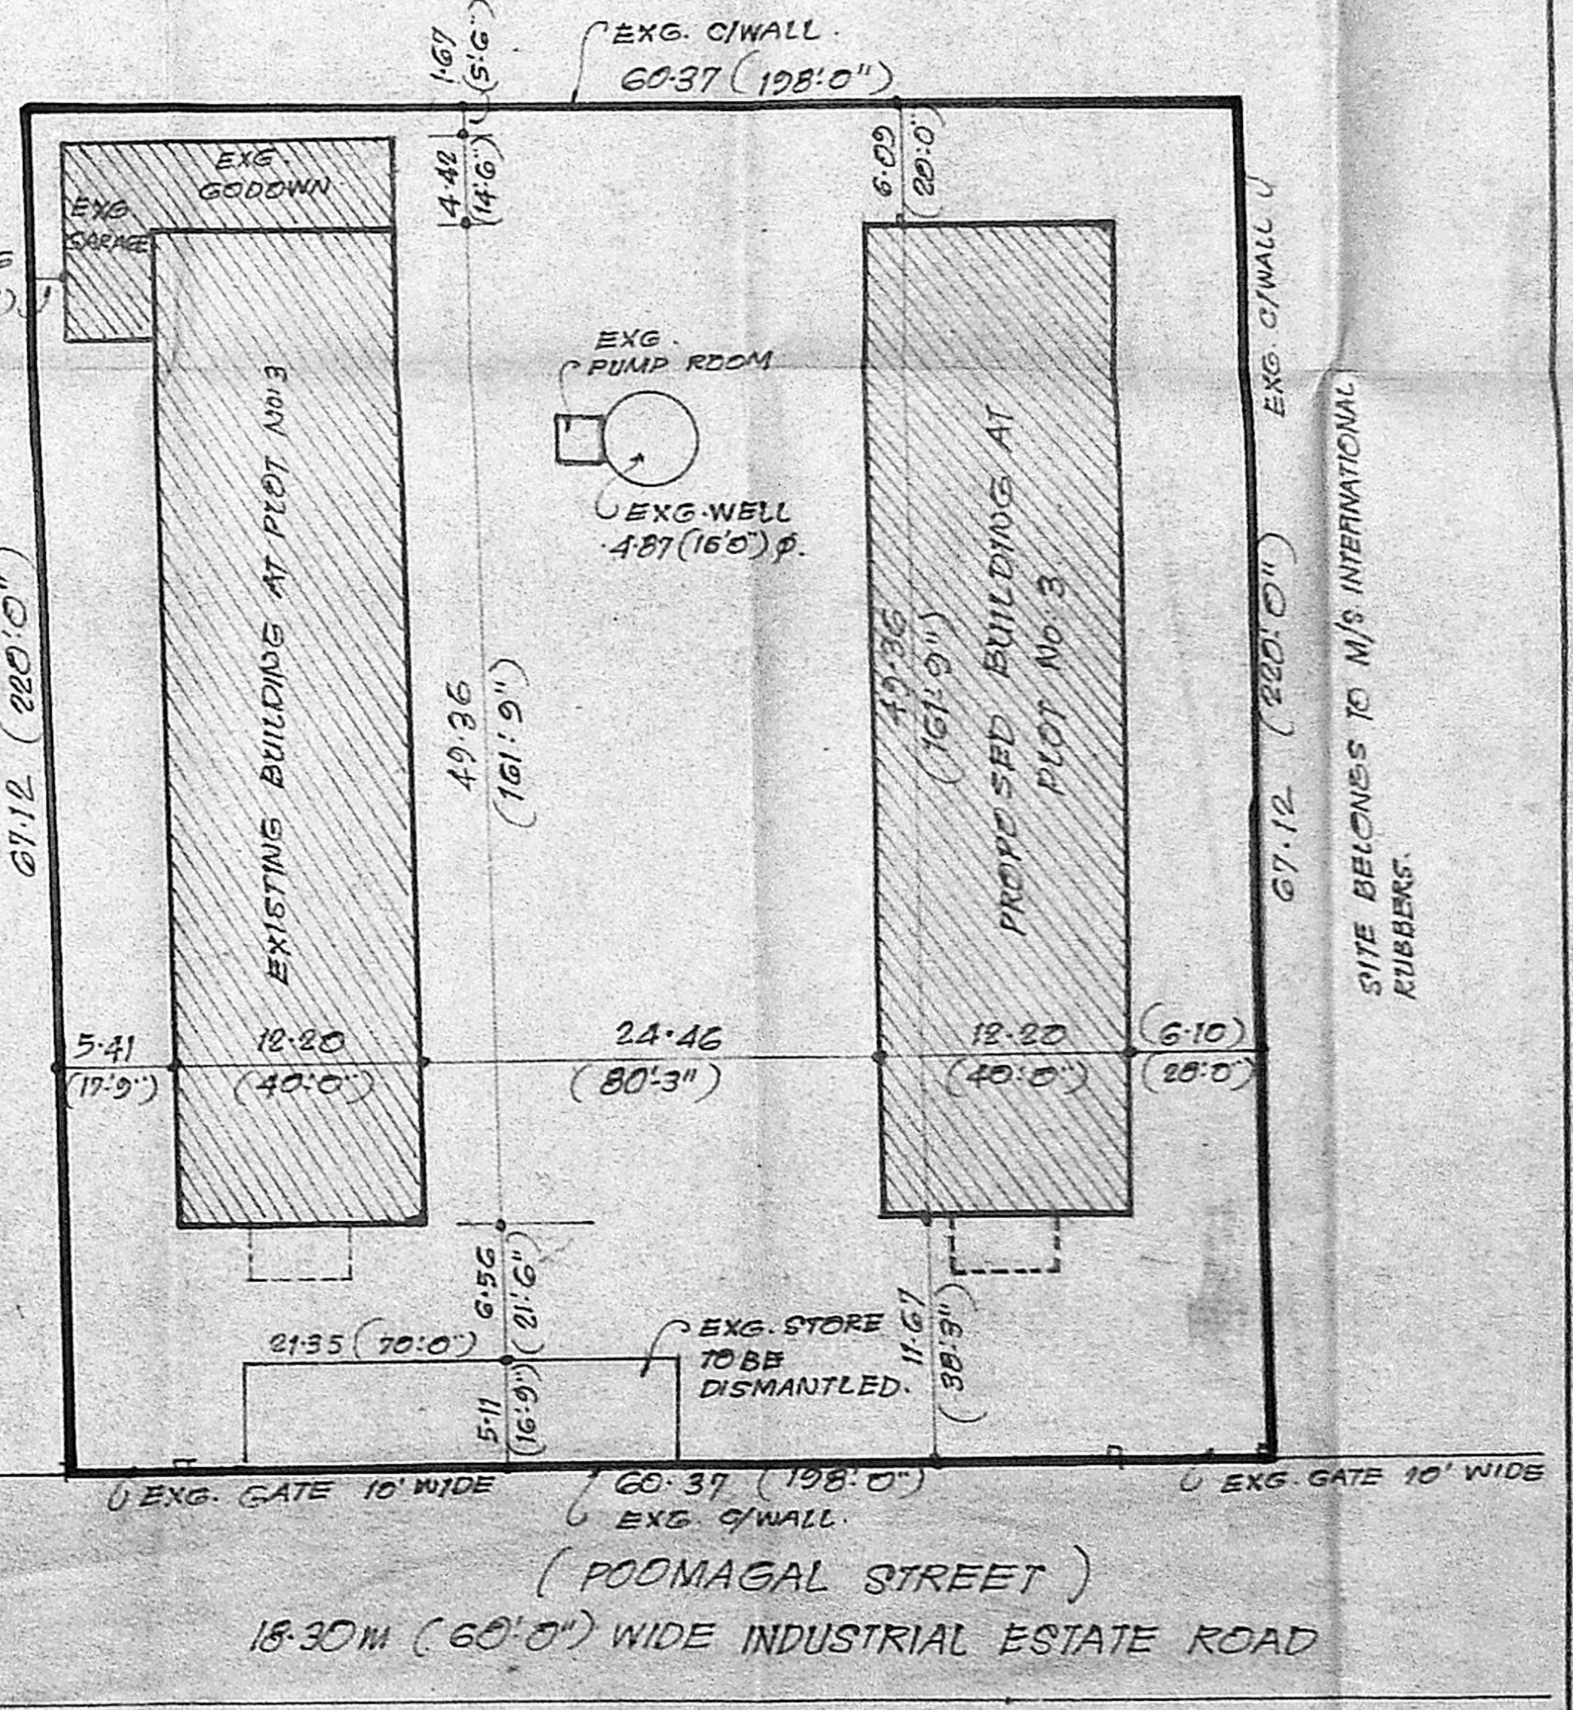 1.67
(5'.6")
EXG. C/WALL.
60.37 (198'.0")
EXG.
GODOWN
EXG
GARAGE
4.42
(14'.6")
6.09
(20'.0")
EXG. C/WALL
EXG.
PUMP ROOM
EXG. WELL
4.87 (16'0") φ.
EXISTING BUILDING AT PLOT No: 3
49.36
(161'.9")
49.36
(161'.9")
PROPOSED BUILDING AT
PLOT No: 3
67.12 (220'.0")
67.12 (220'.0")
SITE BELONGS TO M/S INTERNATIONAL
RUBBERS.
5.41
(17'.9")
12.20
(40'.0")
24.46
(80'.3")
12.20
(40'.0")
(6.10)
(20'.0")
6.56
(21'.6")
21.35 (70'.0")
5.11
(16'.9")
EXG. STORE
TO BE
DISMANTLED.
11.67
(38'.3")
EXG. GATE 10' WIDE
60.37 (198'.0")
EXG. C/WALL.
EXG. GATE 10' WIDE
(POOMAGAL STREET)
18.30m (60'.0") WIDE INDUSTRIAL ESTATE ROAD